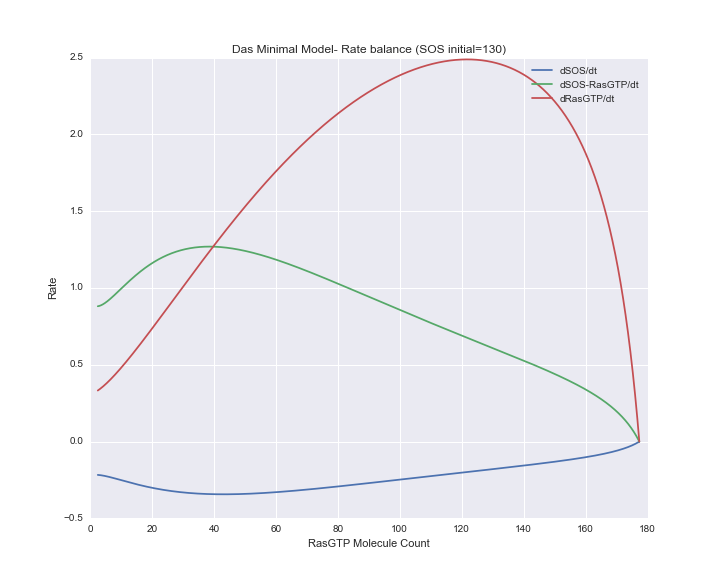 Das Minimal Model- Rate balance (SOS initial=130)
2.5
2.0
1.5
1.0
0.5
0.0
−0.5
Rate
dSOS/dt
dSOS-RasGTP/dt
dRasGTP/dt
0 20 40 60 80 100 120 140 160 180
RasGTP Molecule Count